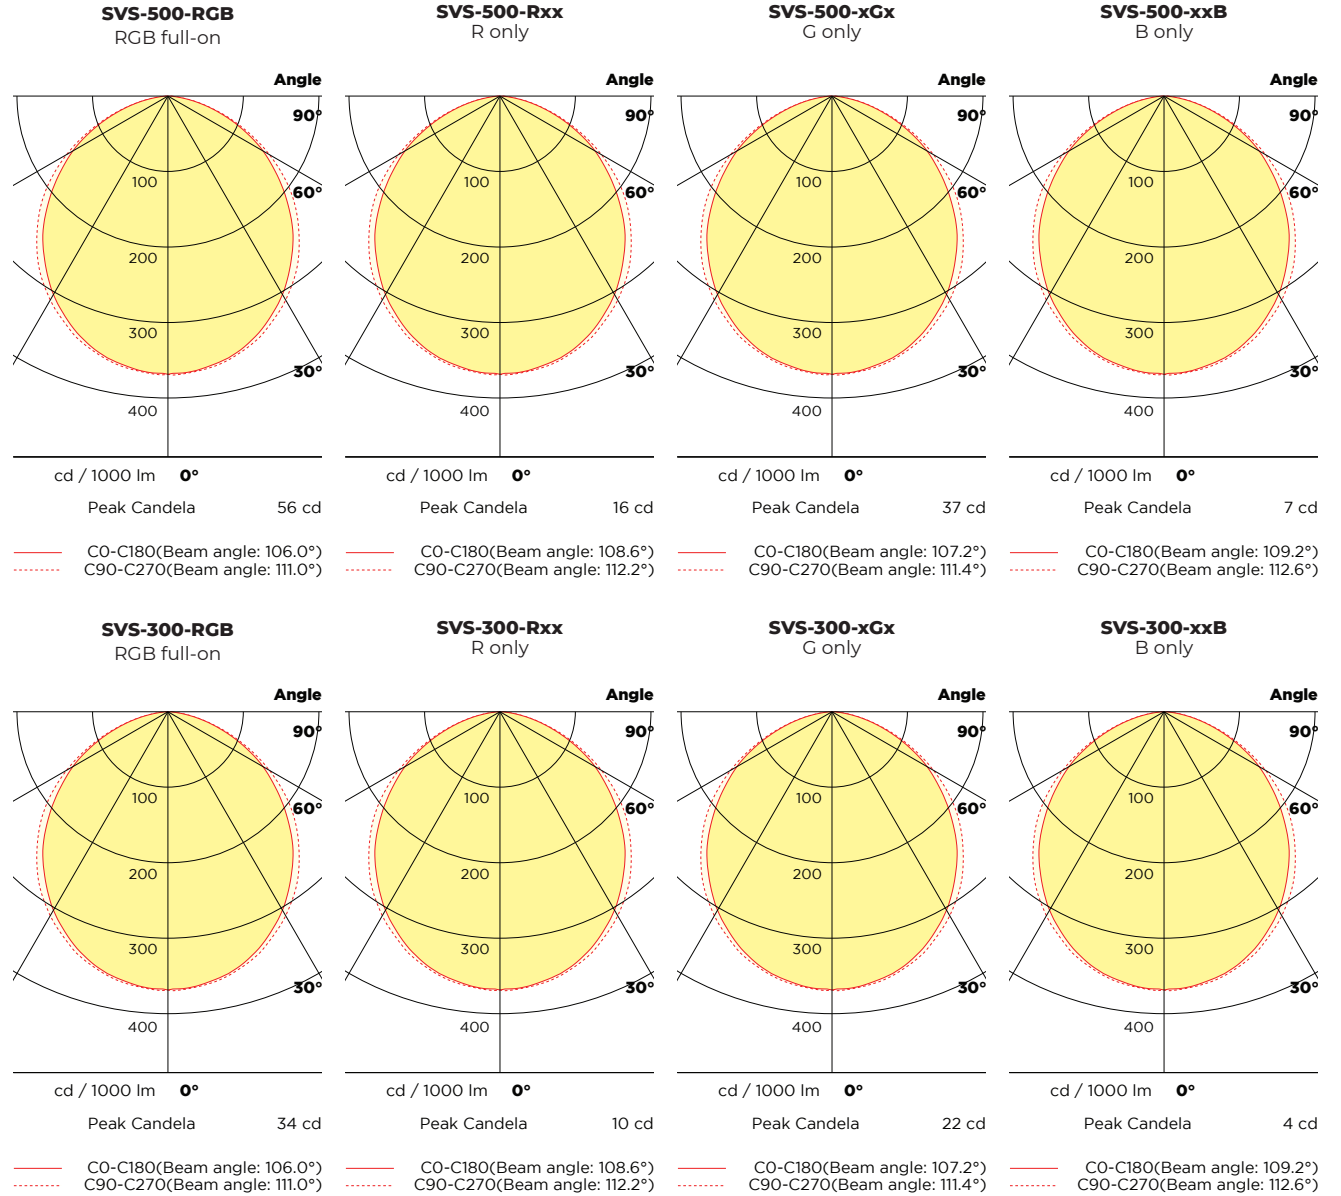 SVS-500-RGB
RGB full-on
Angle
90°
60°
30°
100
200
300
400
cd / 1000 lm 0°
Peak Candela 56 cd
C0-C180(Beam angle: 106.0°)
C90-C270(Beam angle: 111.0°)
SVS-500-Rxx
R only
Angle
90°
60°
30°
100
200
300
400
cd / 1000 lm 0°
Peak Candela 16 cd
C0-C180(Beam angle: 108.6°)
C90-C270(Beam angle: 112.2°)
SVS-500-xGx
G only
Angle
90°
60°
30°
100
200
300
400
cd / 1000 lm 0°
Peak Candela 37 cd
C0-C180(Beam angle: 107.2°)
C90-C270(Beam angle: 111.4°)
SVS-500-xxB
B only
Angle
90°
60°
30°
100
200
300
400
cd / 1000 lm 0°
Peak Candela 7 cd
C0-C180(Beam angle: 109.2°)
C90-C270(Beam angle: 112.6°)
SVS-300-RGB
RGB full-on
Angle
90°
60°
30°
100
200
300
400
cd / 1000 lm 0°
Peak Candela 34 cd
C0-C180(Beam angle: 106.0°)
C90-C270(Beam angle: 111.0°)
SVS-300-Rxx
R only
Angle
90°
60°
30°
100
200
300
400
cd / 1000 lm 0°
Peak Candela 10 cd
C0-C180(Beam angle: 108.6°)
C90-C270(Beam angle: 112.2°)
SVS-300-xGx
G only
Angle
90°
60°
30°
100
200
300
400
cd / 1000 lm 0°
Peak Candela 22 cd
C0-C180(Beam angle: 107.2°)
C90-C270(Beam angle: 111.4°)
SVS-300-xxB
B only
Angle
90°
60°
30°
100
200
300
400
cd / 1000 lm 0°
Peak Candela 4 cd
C0-C180(Beam angle: 109.2°)
C90-C270(Beam angle: 112.6°)